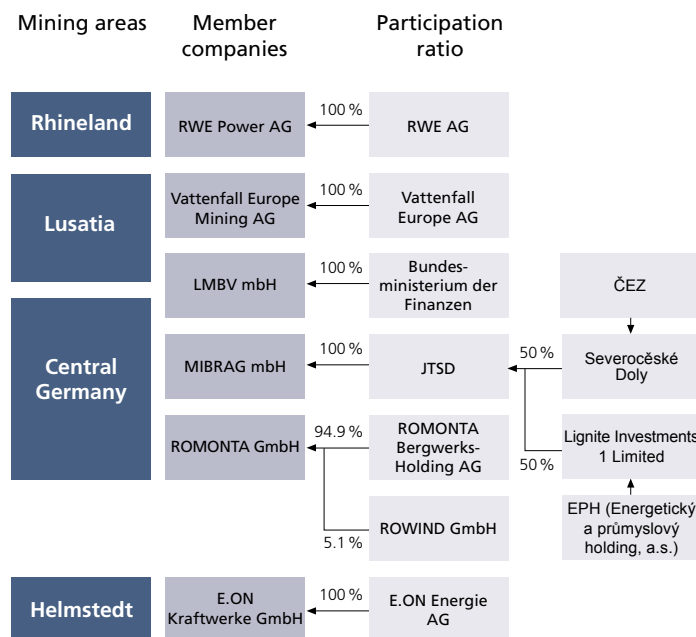 Mining areas
Member
companies
Participation
ratio
Rhineland
RWE Power AG
100 %
RWE AG
Lusatia
Vattenfall Europe
Mining AG
100 %
Vattenfall
Europe AG
LMBV mbH
100 %
Bundes-
ministerium der
Finanzen
ČEZ
Central
Germany
MIBRAG mbH
100 %
JTSD
50 %
Severocěské
Doly
ROMONTA GmbH
94.9 %
ROMONTA
Bergwerks-
Holding AG
50 %
Lignite Investments
1 Limited
5.1 %
ROWIND GmbH
EPH (Energetický
a průmyslový
holding, a.s.)
Helmstedt
E.ON
Kraftwerke GmbH
100 %
E.ON Energie
AG